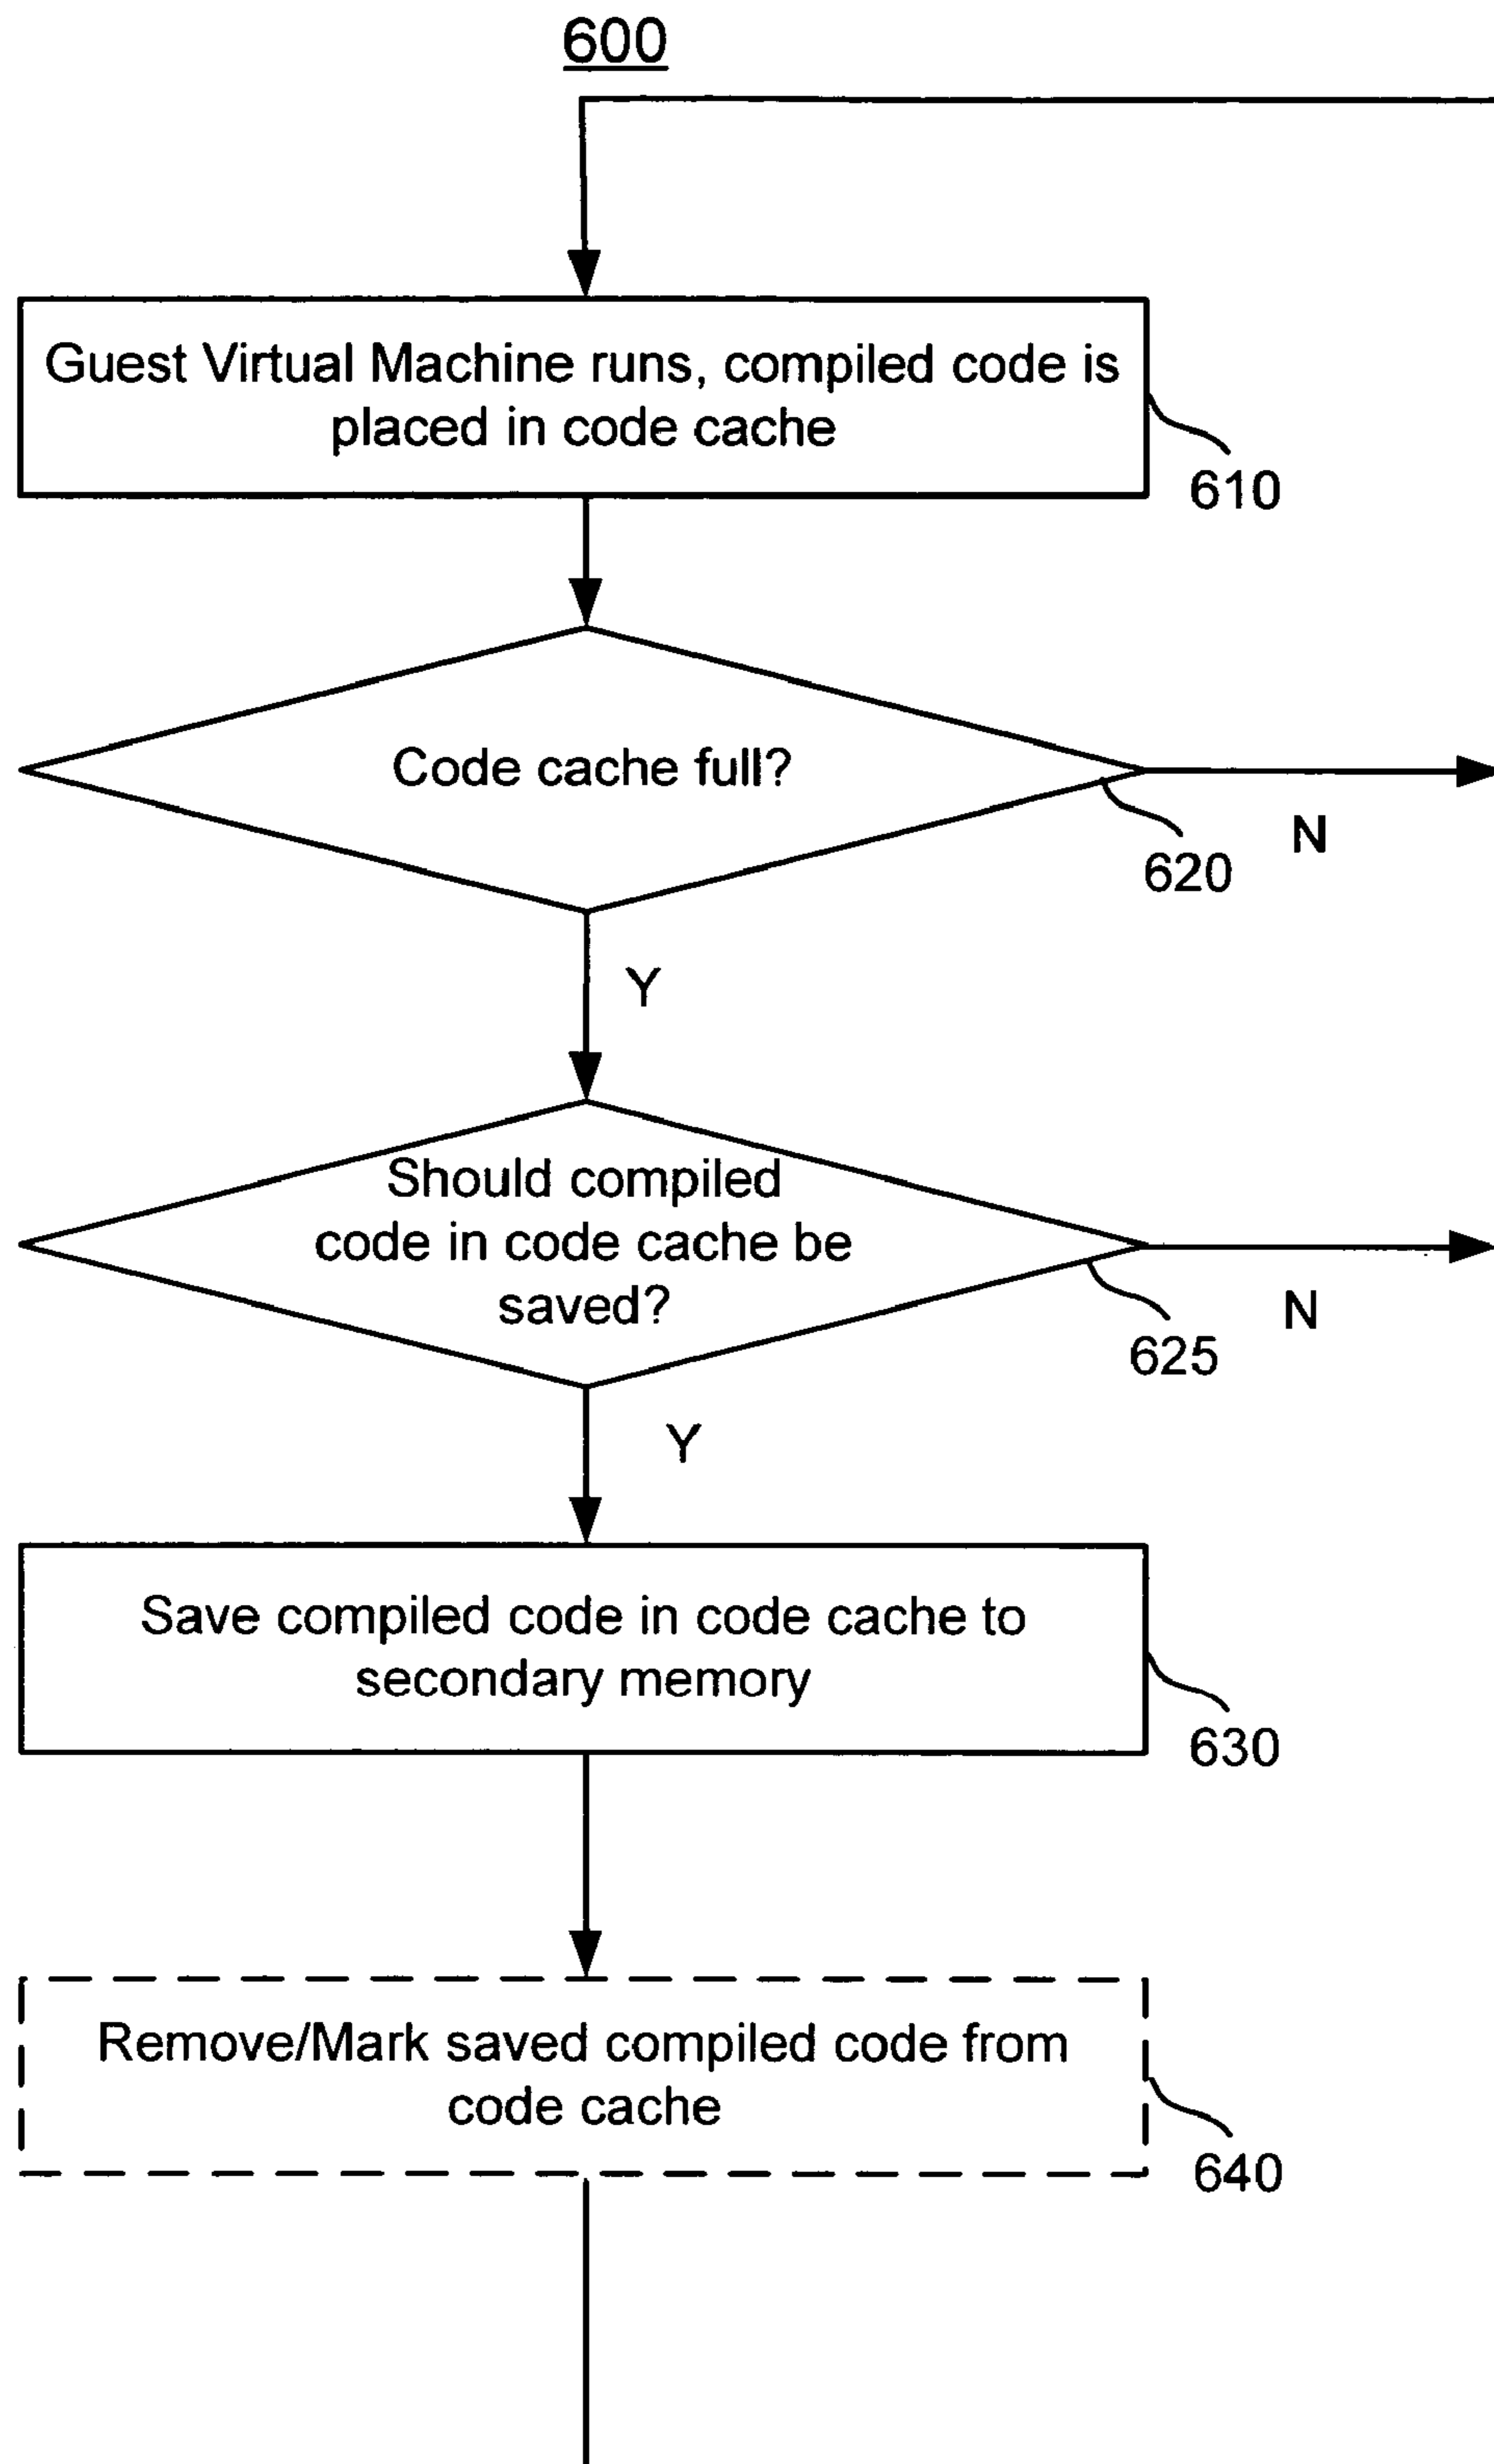 600
Guest Virtual Machine runs, compiled code is
placed in code cache
610
Code cache full?
620
N
Y
Should compiled
code in code cache be
saved?
625
N
Y
Save compiled code in code cache to
secondary memory
630
Remove/Mark saved compiled code from
code cache
640